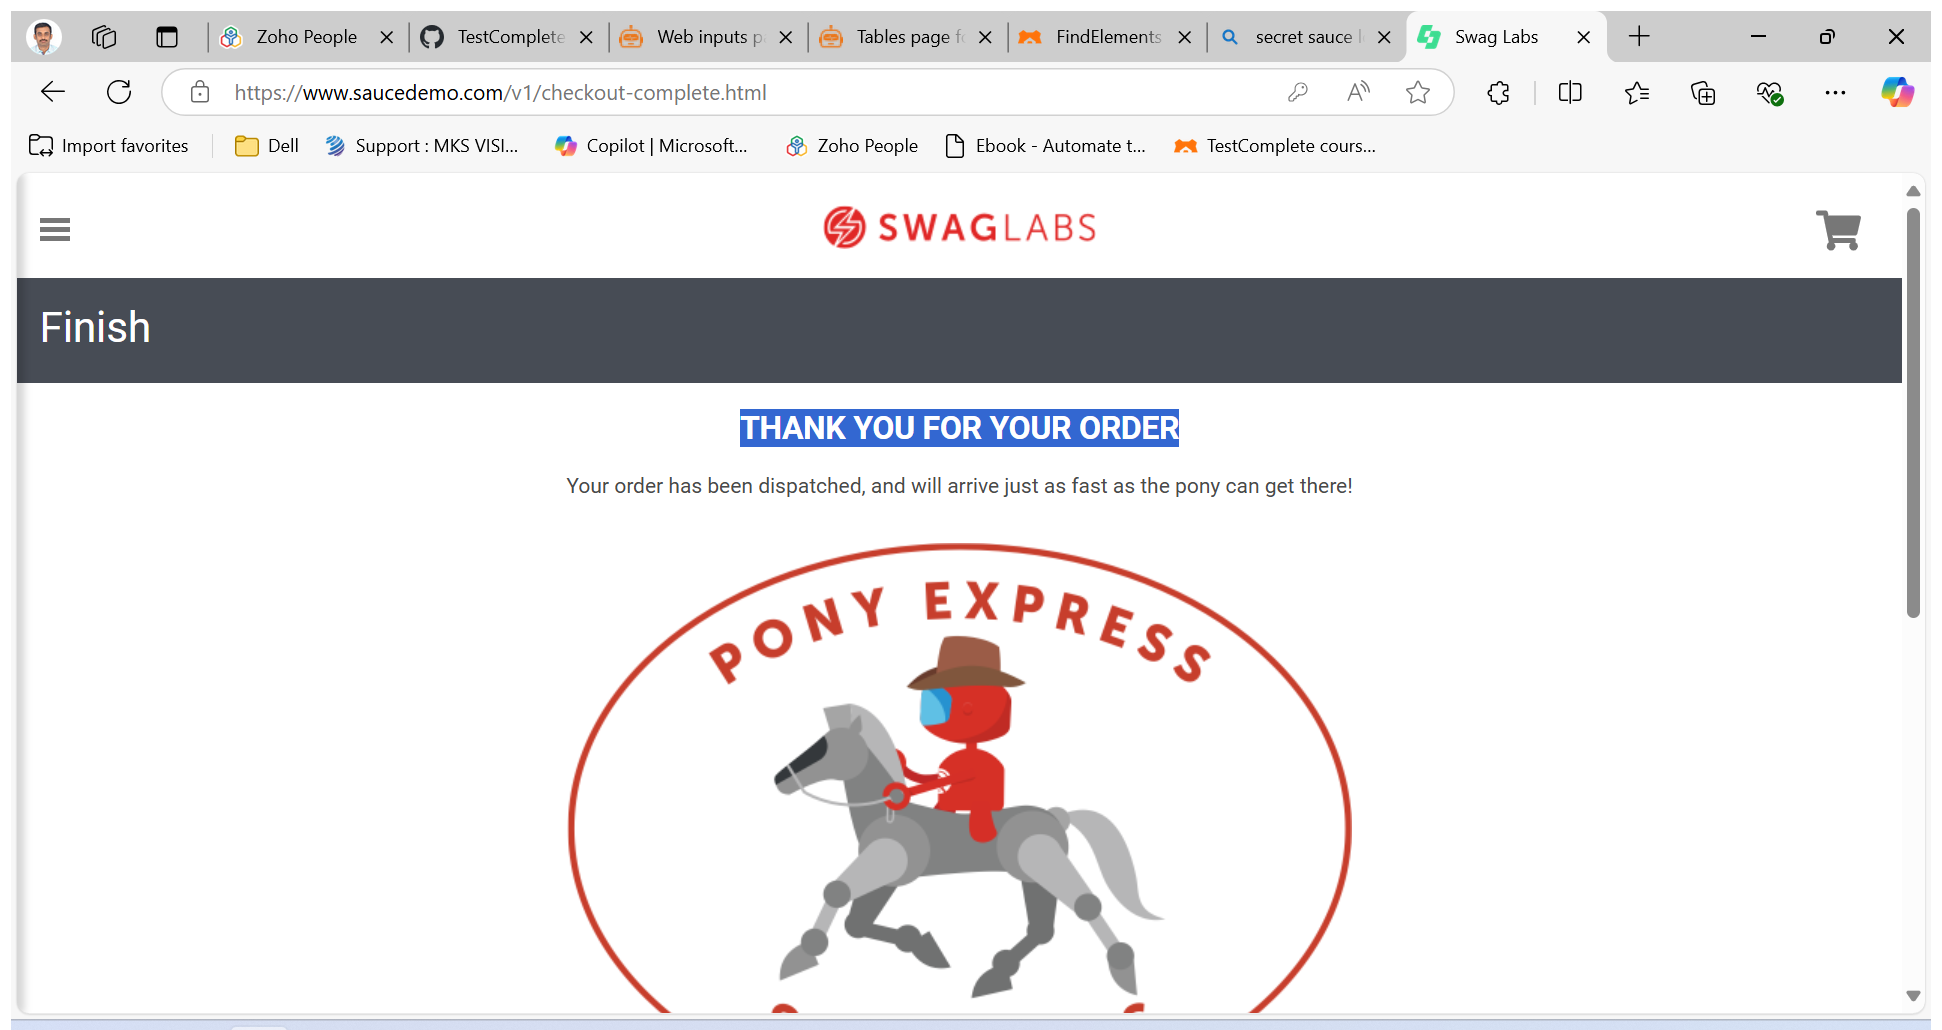 Zoho People
TestComplete
Web inputs p
Tables page f
FindElements
secret sauce l
Swag Labs
https://www.saucedemo.com/v1/checkout-complete.html
Import favorites
Dell
Support : MKS VISI...
Copilot | Microsoft...
Zoho People
Ebook - Automate t...
TestComplete cours...
SWAGLABS
Finish
THANK YOU FOR YOUR ORDER
Your order has been dispatched, and will arrive just as fast as the pony can get there!
PONY EXPRESS